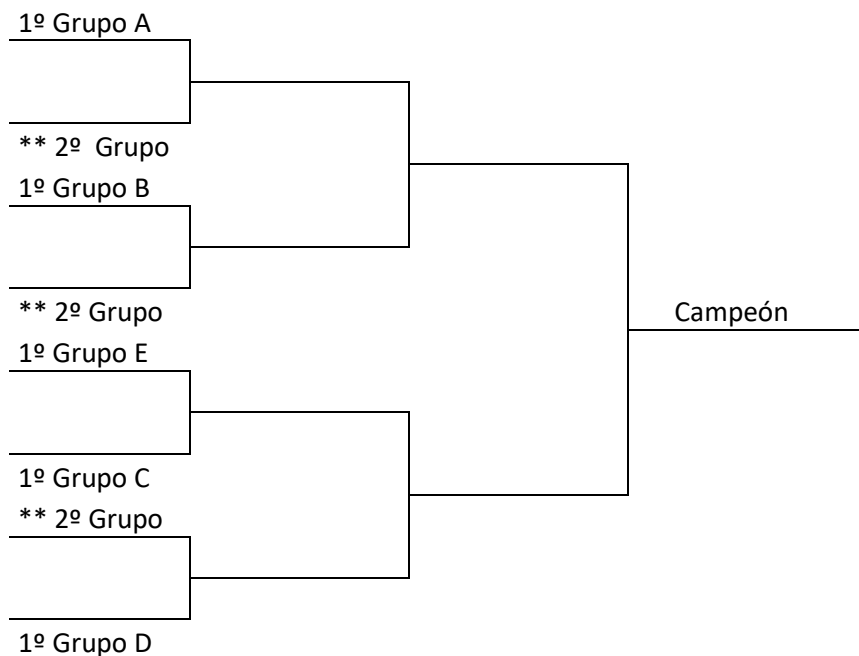 1º Grupo A
** 2º  Grupo
1º Grupo B
** 2º Grupo
Campeón
1º Grupo E
1º Grupo C
** 2º Grupo
1º Grupo D